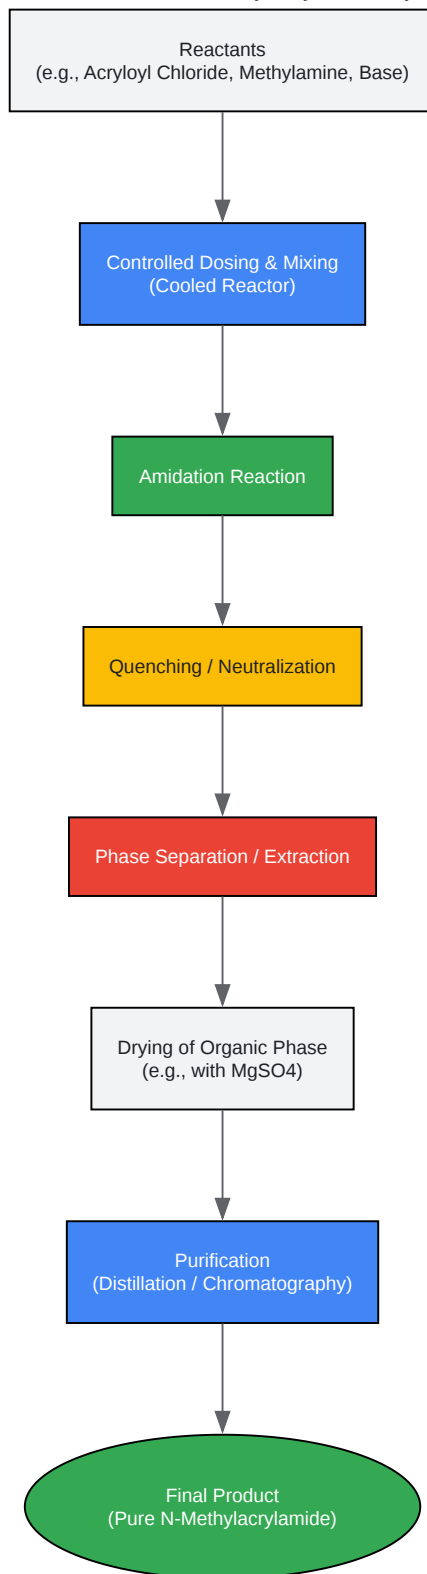 Reactants
(e.g., Acryloyl Chloride, Methylamine, Base)
Controlled Dosing & Mixing
(Cooled Reactor)
Amidation Reaction
Quenching / Neutralization
Phase Separation / Extraction
Drying of Organic Phase
(e.g., with MgSO4)
Purification
(Distillation / Chromatography)
Final Product
(Pure N-Methylacrylamide)